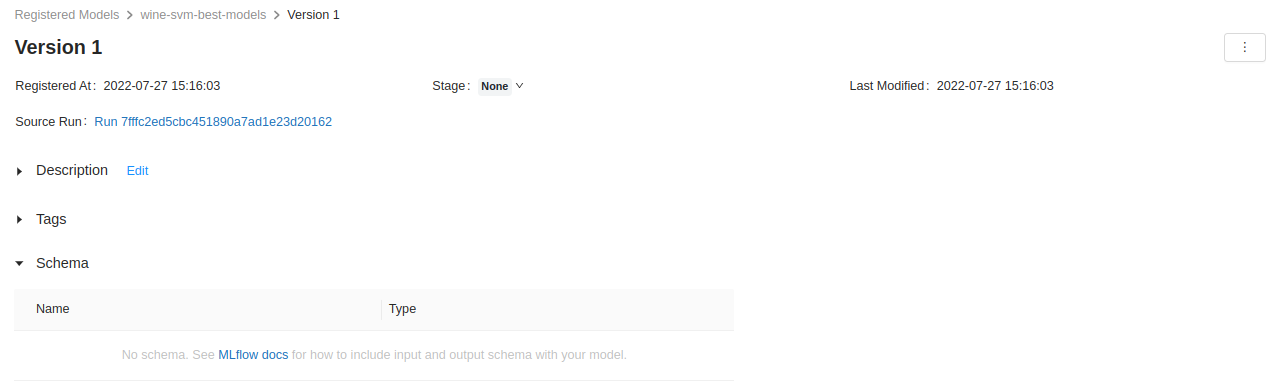 Registered Models > wine-svm-best-models > Version 1
Version 1
Registered At: 2022-07-27 15:16:03 Stage: None Last Modified: 2022-07-27 15:16:03
Source Run: Run 7fffc2ed5cbc451890a7ad1e23d20162
Description Edit
Tags
Schema
Name Type
No schema. See MLflow docs for how to include input and output schema with your model.